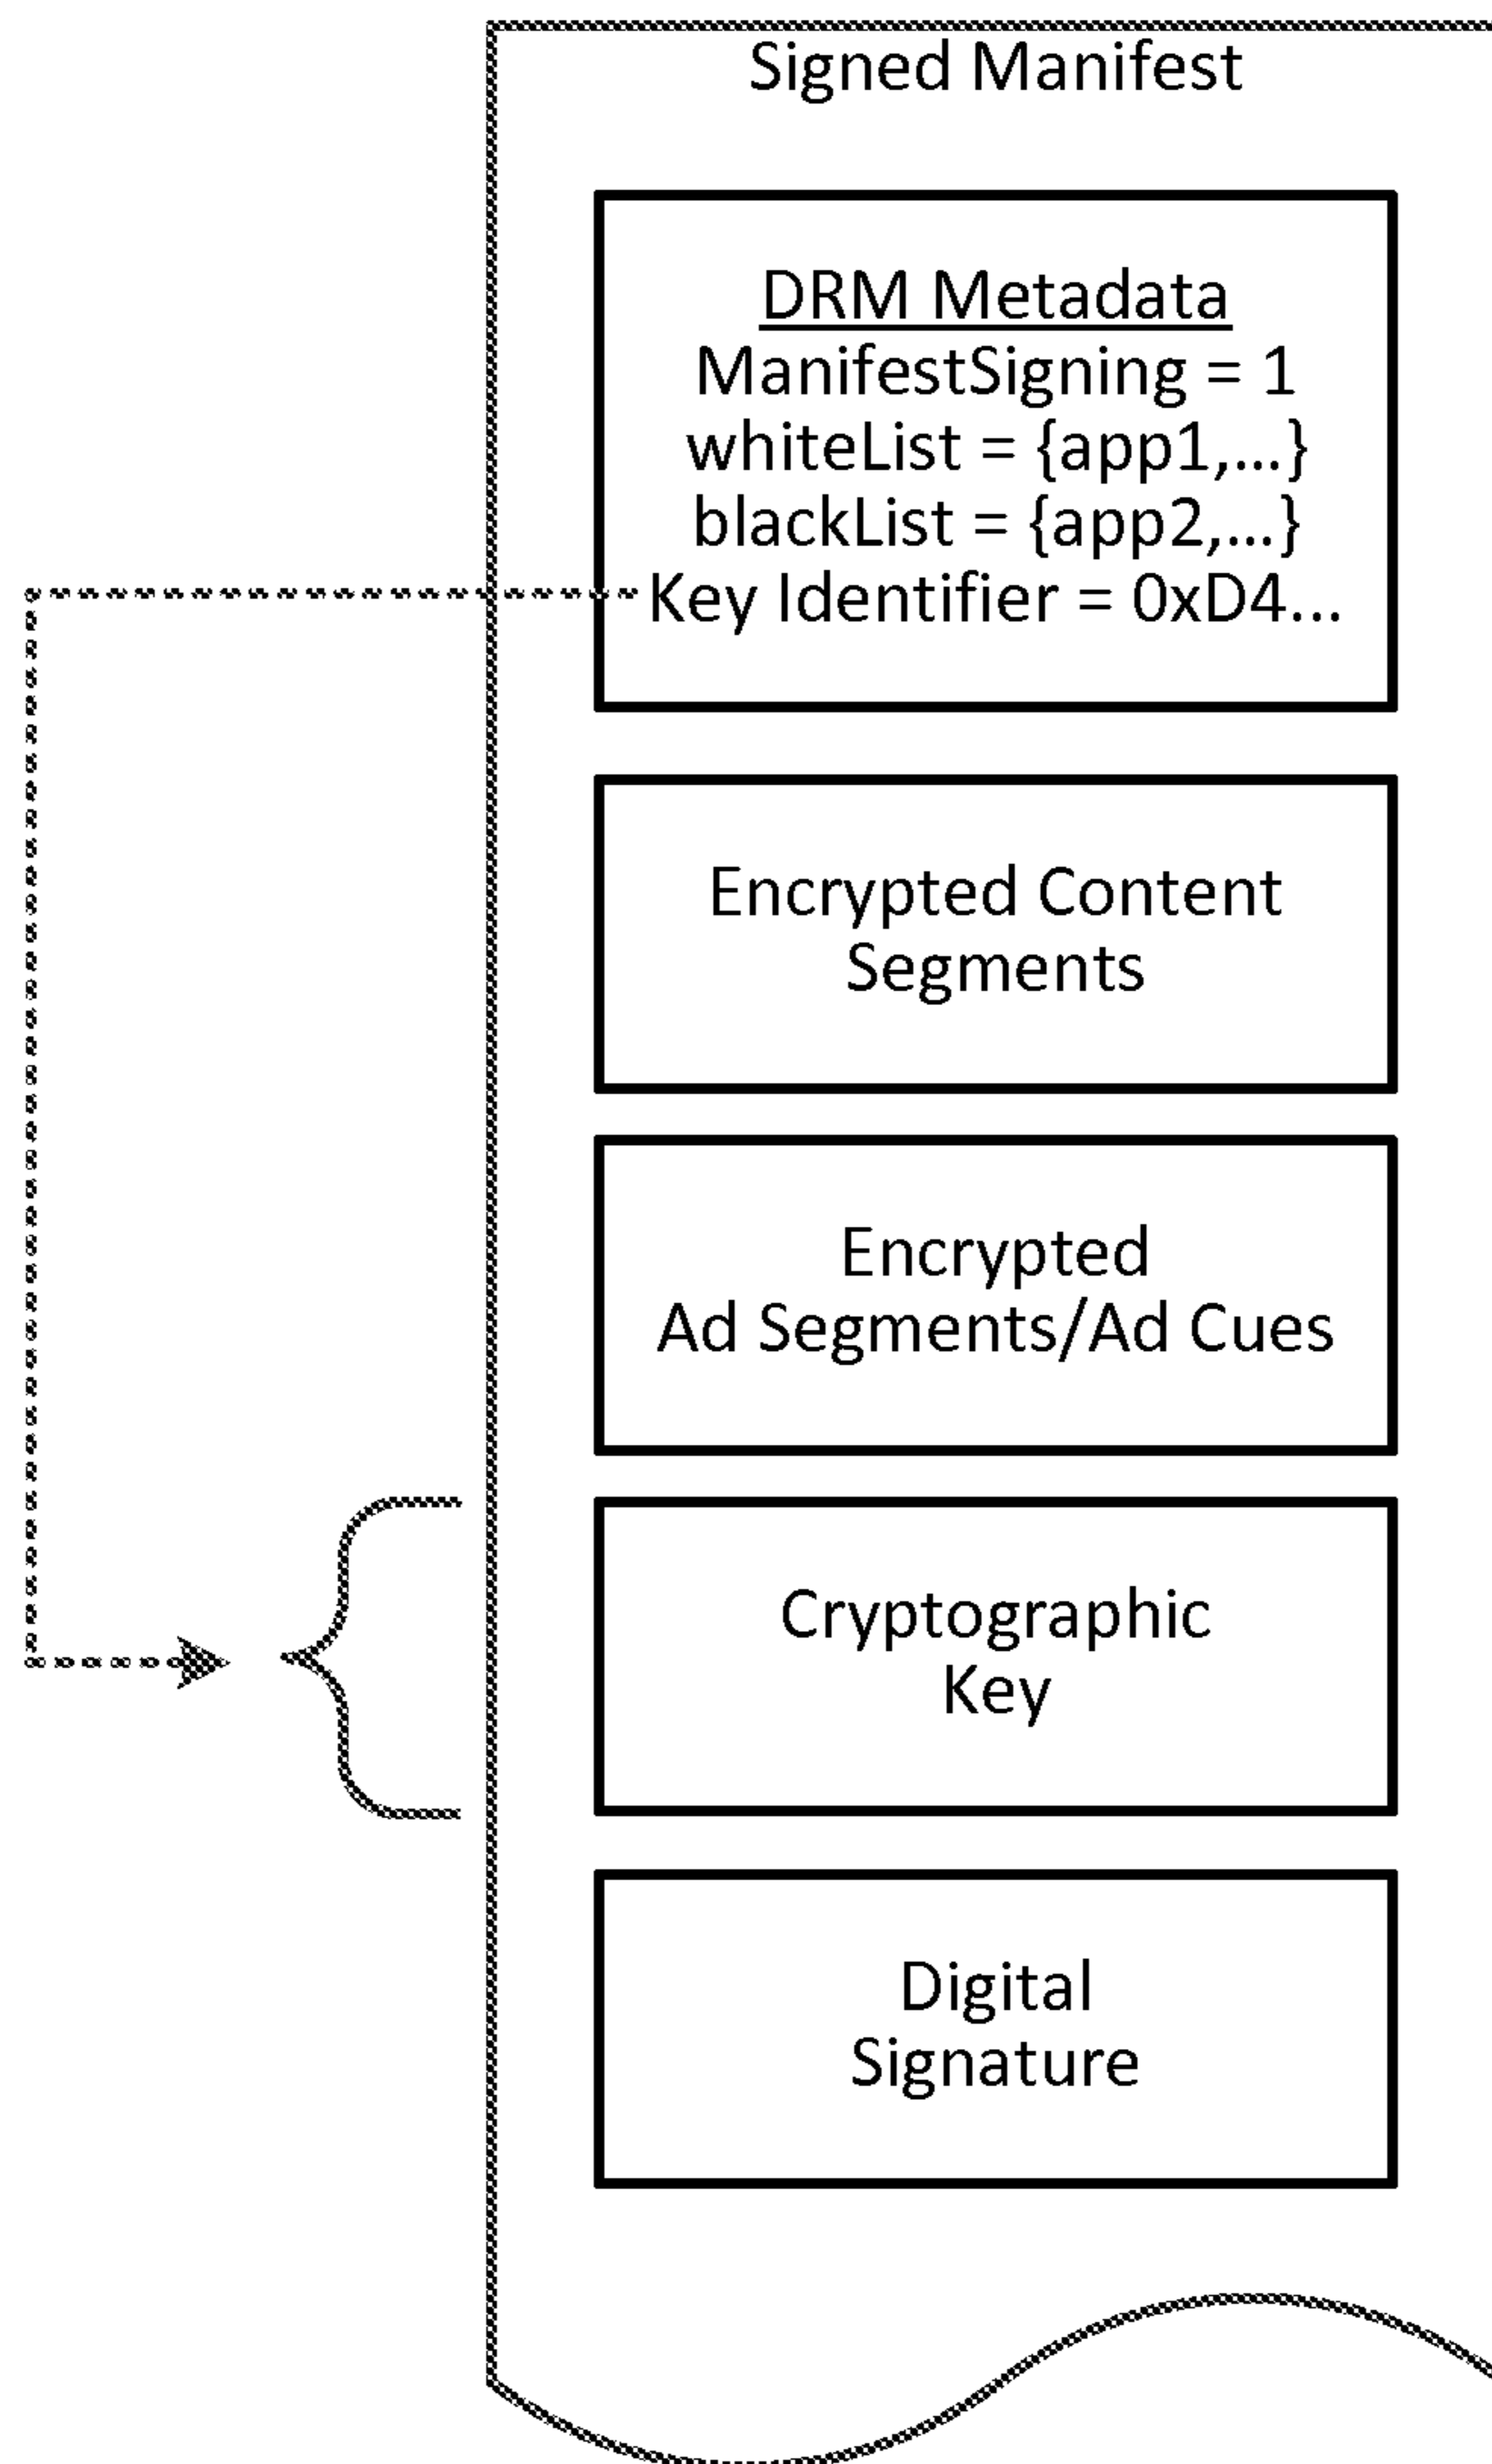 Signed Manifest
DRM Metadata
ManifestSigning = 1
whiteList = {app1,...}
blackList = {app2,...}
Key Identifier = 0xD4...
Encrypted Content
Segments
Encrypted
Ad Segments/Ad Cues
Cryptographic
Key
Digital
Signature